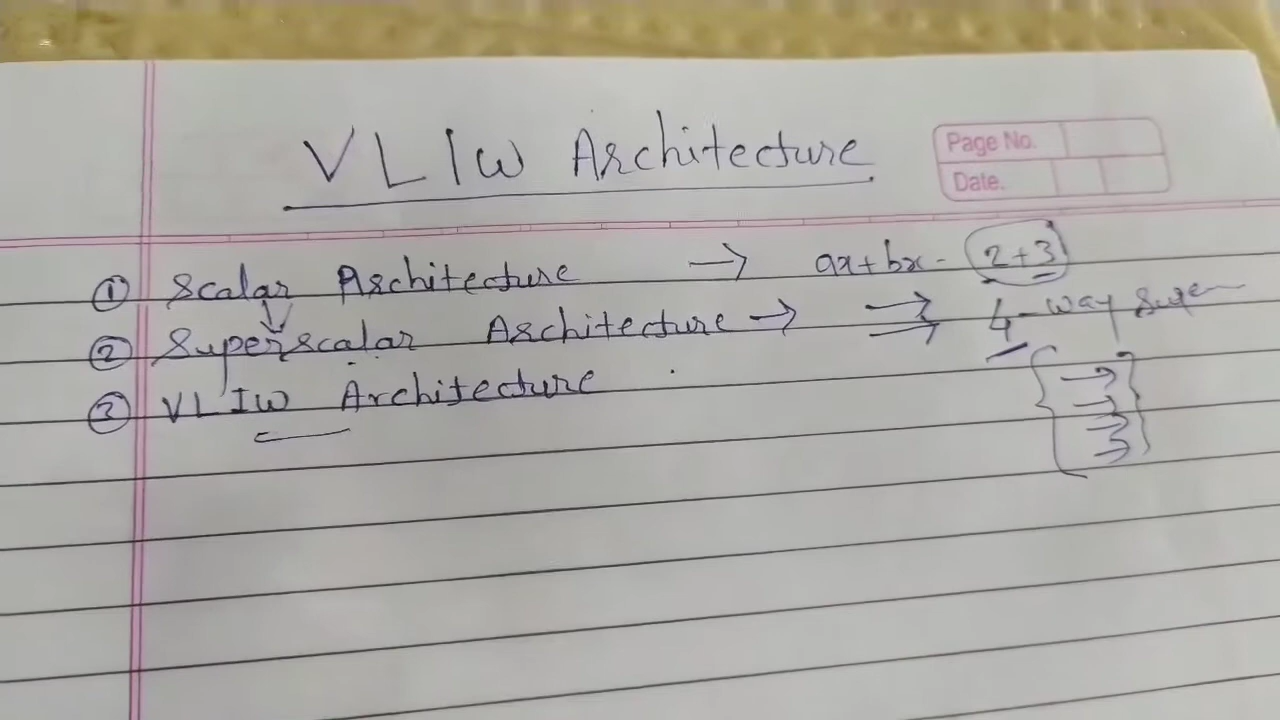 VLIW Architecture
Page No.
Date.
① Scalar Architecture → ax+bx - 2+3
② Superscalar Architecture → 4-way Super
③ VLIW Architecture